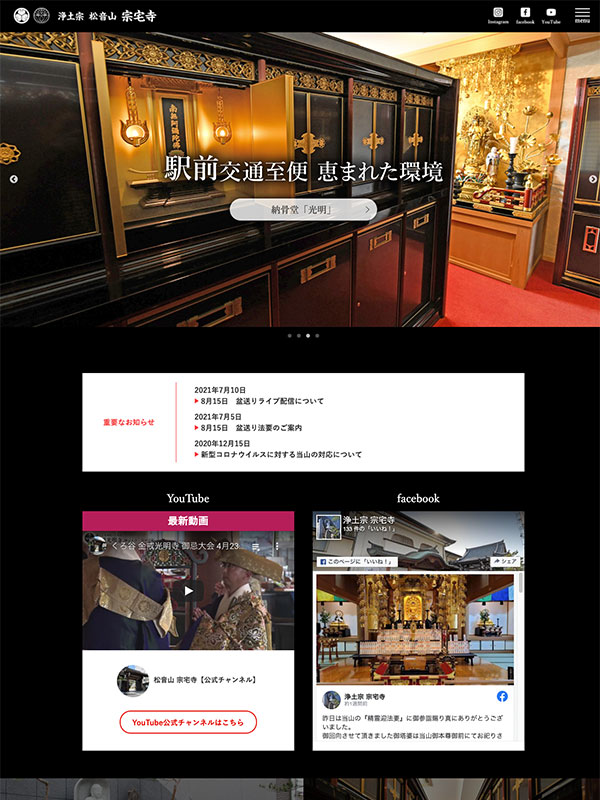 浄土宗 松音山 宗宅寺
Instagram facebook YouTube menu
南無阿彌陀佛
駅前交通至便 恵まれた環境
納骨堂「光明」
2021年7月10日
8月15日 盆送りライブ配信について
重要なお知らせ
2021年7月5日
8月15日 盆送り法要のご案内
2020年12月15日
新型コロナウイルスに対する当山の対応について
YouTube
最新動画
くろ谷 金戒光明寺 御忌大会 4月23
松音山 宗宅寺【公式チャンネル】
YouTube公式チャンネルはこちら
facebook
浄土宗 宗宅寺
133 件の「いいね！」
このページに「いいね！」 シェア
浄土宗 宗宅寺
約1週間前
昨日は当山の『精霊迎法要』に御参詣賜り真にありがとうござ
いました。
御回向させて頂きました御塔婆は当山御本尊御前にてお祀りさ